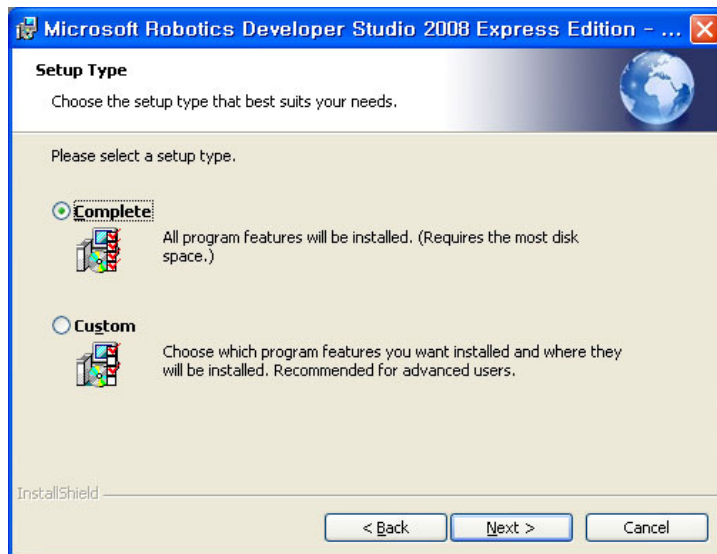 Microsoft Robotics Developer Studio 2008 Express Edition - ...
Setup Type
Choose the setup type that best suits your needs.
Please select a setup type.
Complete
All program features will be installed. (Requires the most disk
space.)
Custom
Choose which program features you want installed and where they
will be installed. Recommended for advanced users.
InstallShield
< Back
Next >
Cancel